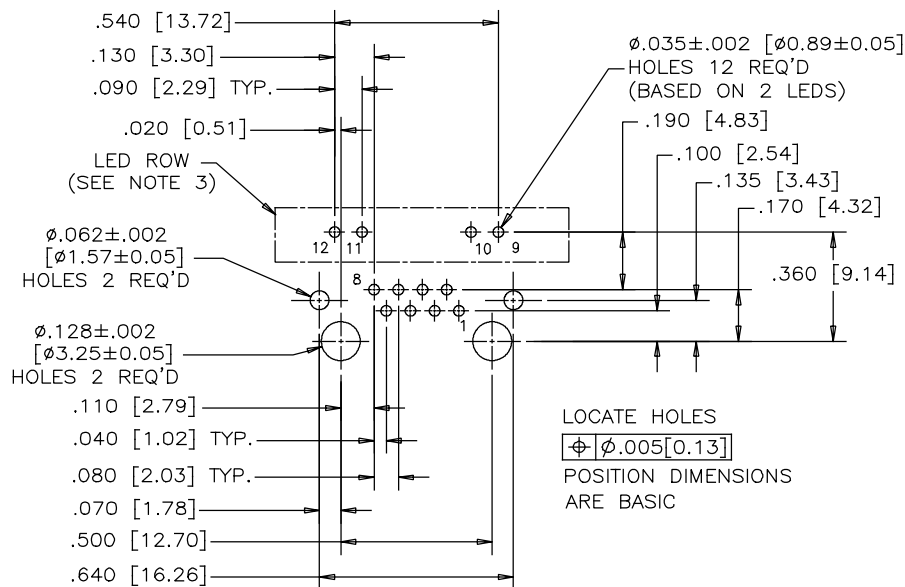 .540 [13.72]
.130 [3.30]
.090 [2.29] TYP.
.020 [0.51]
LED ROW
(SEE NOTE 3)
ø.062±.002
[ø1.57±0.05]
HOLES 2 REQ'D
ø.128±.002
[ø3.25±0.05]
HOLES 2 REQ'D
.110 [2.79]
.040 [1.02] TYP.
.080 [2.03] TYP.
.070 [1.78]
.500 [12.70]
.640 [16.26]
12
11
10
9
8
1
ø.035±.002 [ø0.89±0.05]
HOLES 12 REQ'D
(BASED ON 2 LEDS)
.190 [4.83]
.100 [2.54]
.135 [3.43]
.170 [4.32]
.360 [9.14]
LOCATE HOLES
⌖ ø.005[0.13]
POSITION DIMENSIONS
ARE BASIC